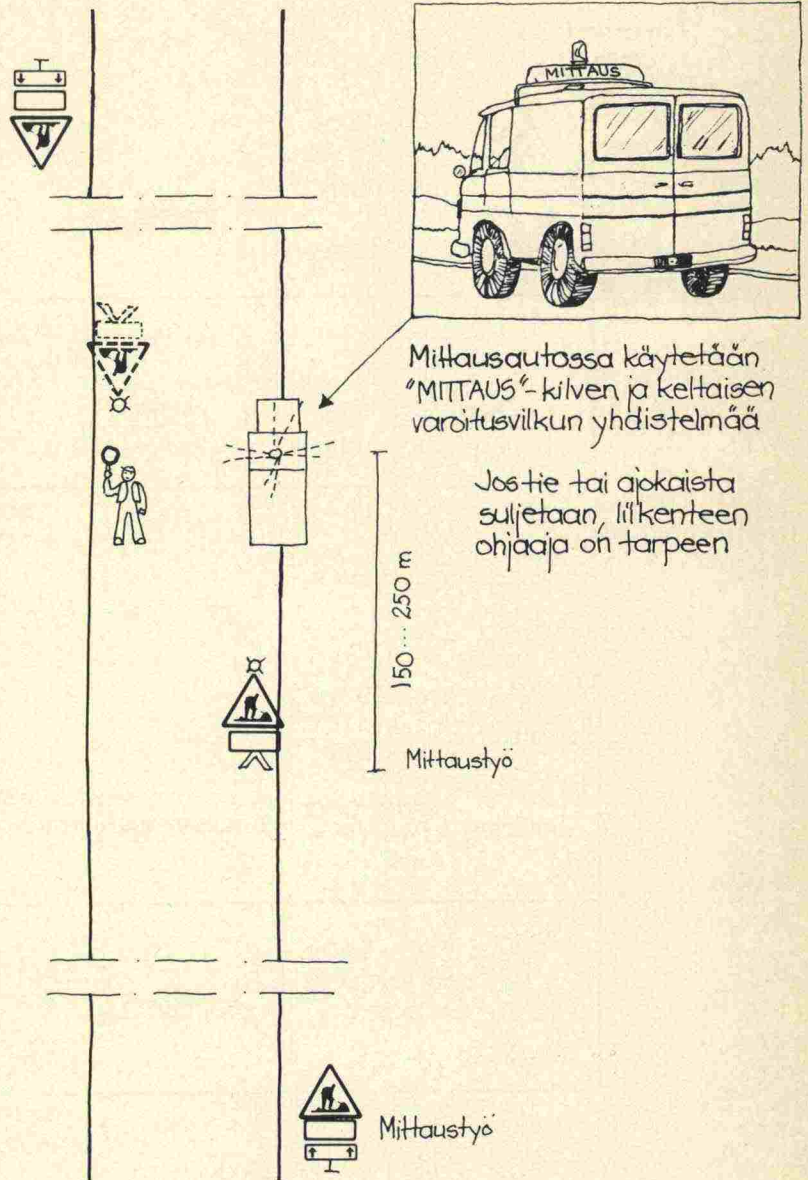 MITTAUS
Mittausautossa käytetään
"MITTAUS"-kilven ja keltaisen
varoitusvilkun yhdistelmää
Jos tie tai ajokaista
suljetaan, liikenteen
ohjaaja on tarpeen
150 ... 250 m
Mittaustyö
Mittaustyö